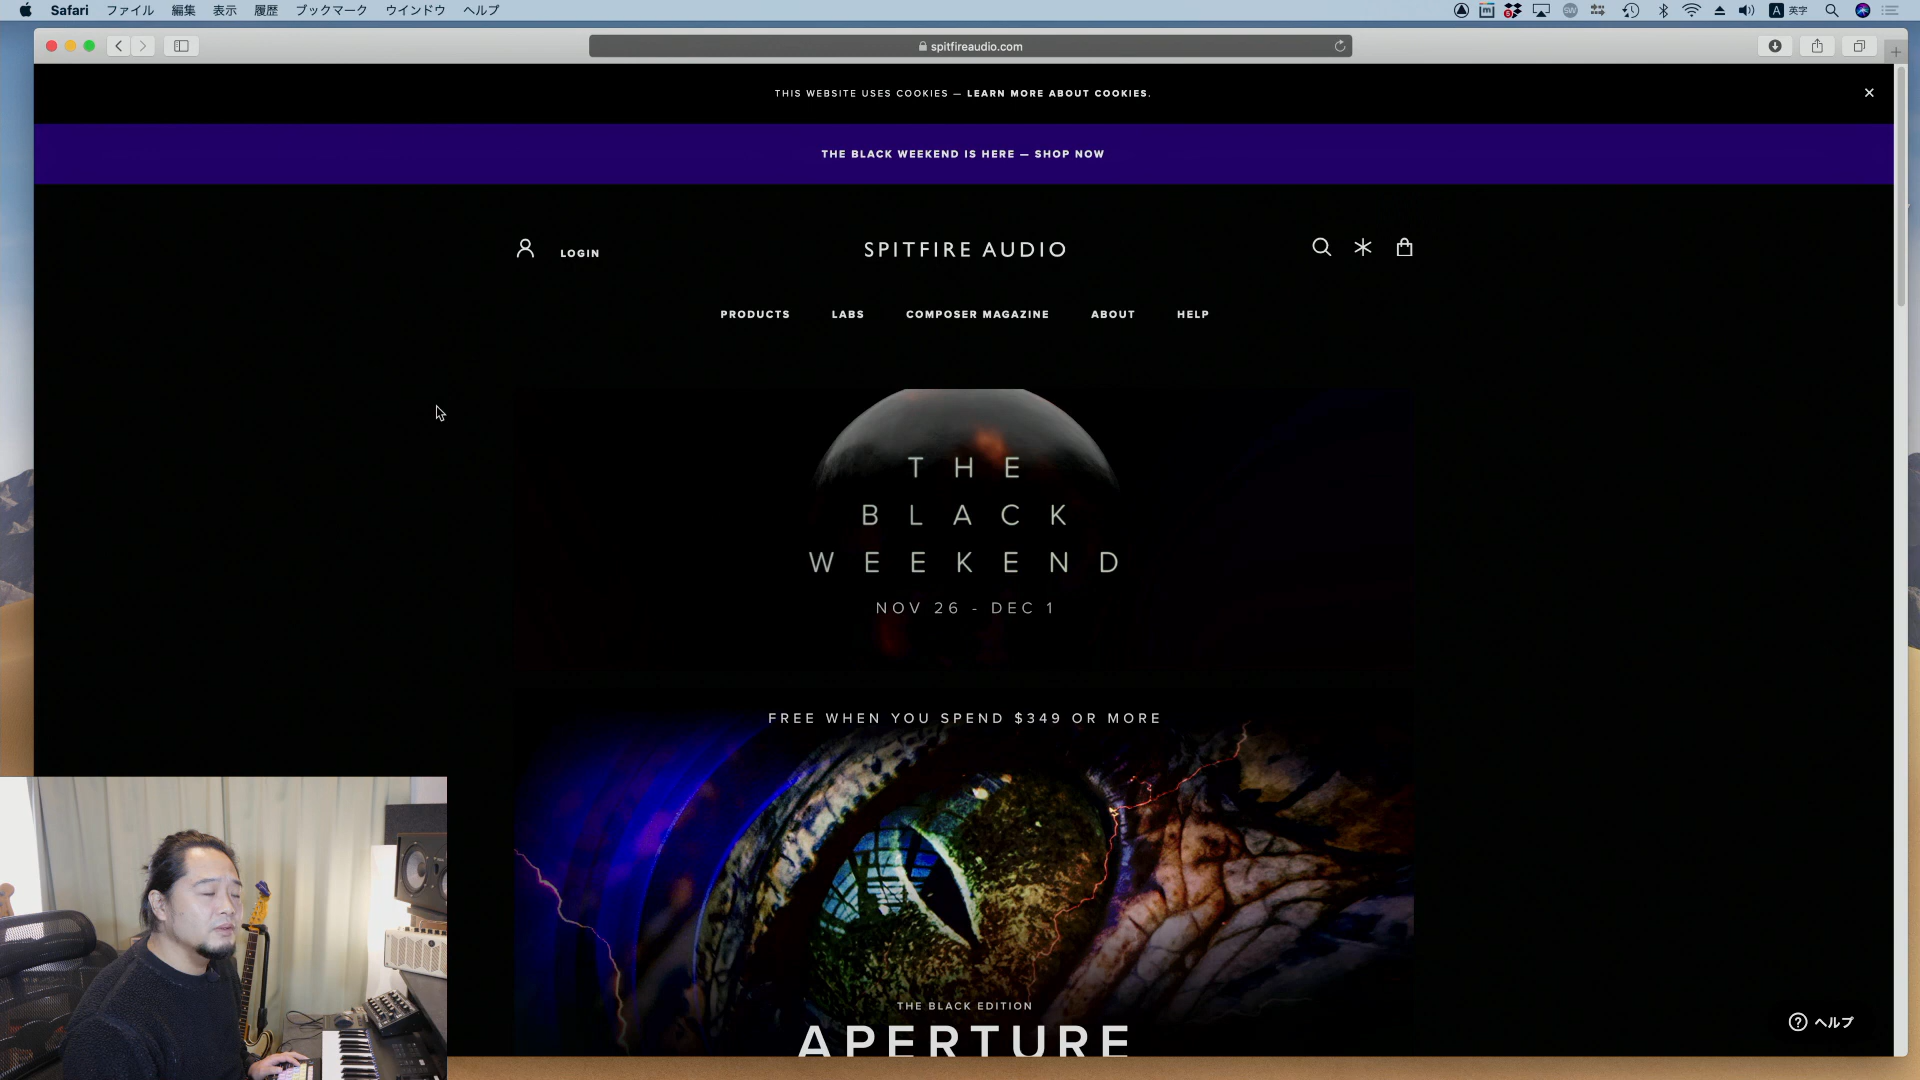 Safari ファイル 編集 表示 履歴 ブックマーク ウインドウ ヘルプ A 英字
spitfireaudio.com
THIS WEBSITE USES COOKIES — LEARN MORE ABOUT COOKIES.
THE BLACK WEEKEND IS HERE — SHOP NOW
LOGIN
SPITFIRE AUDIO
PRODUCTS LABS COMPOSER MAGAZINE ABOUT HELP
THE
BLACK
WEEKEND
NOV 26 - DEC 1
FREE WHEN YOU SPEND $349 OR MORE
THE BLACK EDITION
APERTURE
ヘルプ